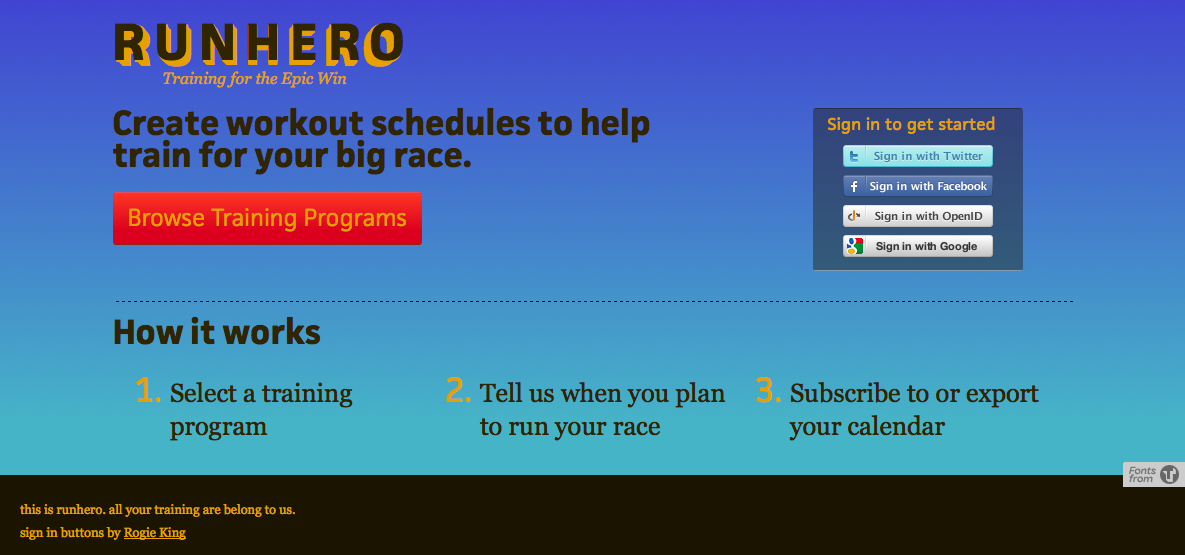 RUNHERO
Training for the Epic Win
Create workout schedules to help
train for your big race.
Browse Training Programs
Sign in to get started
Sign in with Twitter
Sign in with Facebook
Sign in with OpenID
Sign in with Google
How it works
1. Select a training
program
2. Tell us when you plan
to run your race
3. Subscribe to or export
your calendar
Fonts
from
this is runhero. all your training are belong to us.
sign in buttons by Rogie King